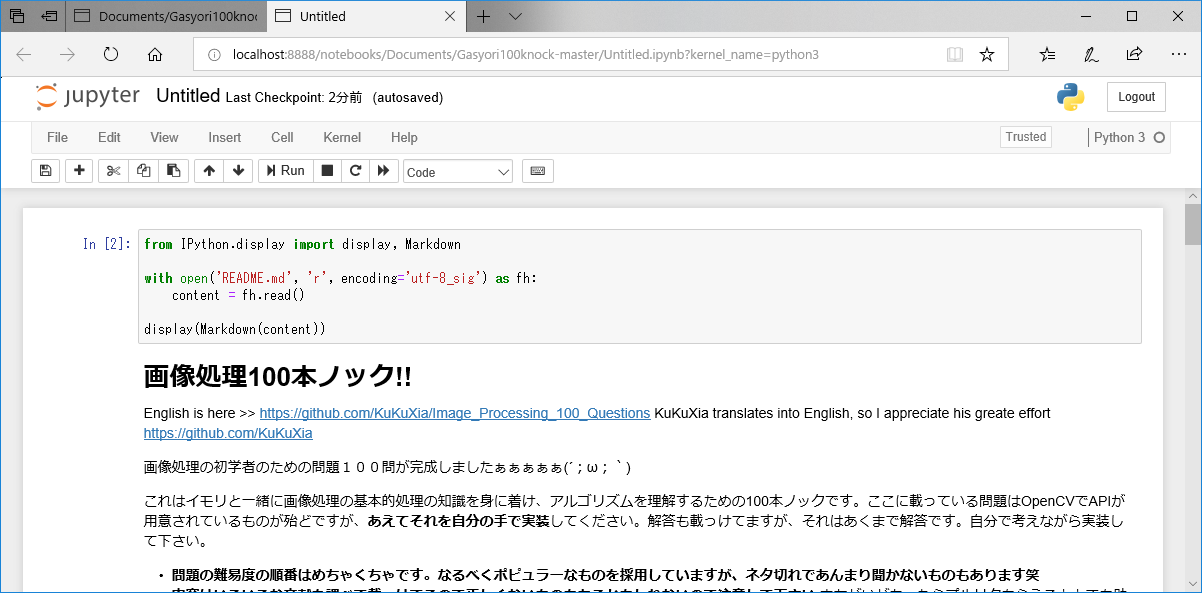 Documents/Gasyori100knoc
Untitled
localhost:8888/notebooks/Documents/Gasyori100knock-master/Untitled.ipynb?kernel_name=python3
jupyter Untitled Last Checkpoint: 2分前 (autosaved)
Logout
File Edit View Insert Cell Kernel Help
Trusted
Python 3
Run
Code
In [2]:
from IPython.display import display, Markdown
with open('README.md', 'r', encoding='utf-8_sig') as fh:
content = fh.read()
display(Markdown(content))
画像処理100本ノック!!
English is here >> https://github.com/KuKuXia/Image_Processing_100_Questions KuKuXia translates into English, so I appreciate his greate effort
https://github.com/KuKuXia
画像処理の初学者のための問題１００問が完成しましたぁぁぁぁぁ(´；ω；｀)
これはイモリと一緒に画像処理の基本的処理の知識を身に着け、アルゴリズムを理解するための100本ノックです。ここに載っている問題はOpenCVでAPIが
用意されているものが殆どですが、あえてそれを自分の手で実装してください。解答も載っけてますが、それはあくまで解答です。自分で考えながら実装し
て下さい。
• 問題の難易度の順番はめちゃくちゃです。なるべくポピュラーなものを採用していますが、ネタ切れであんまり聞かないものもあります笑